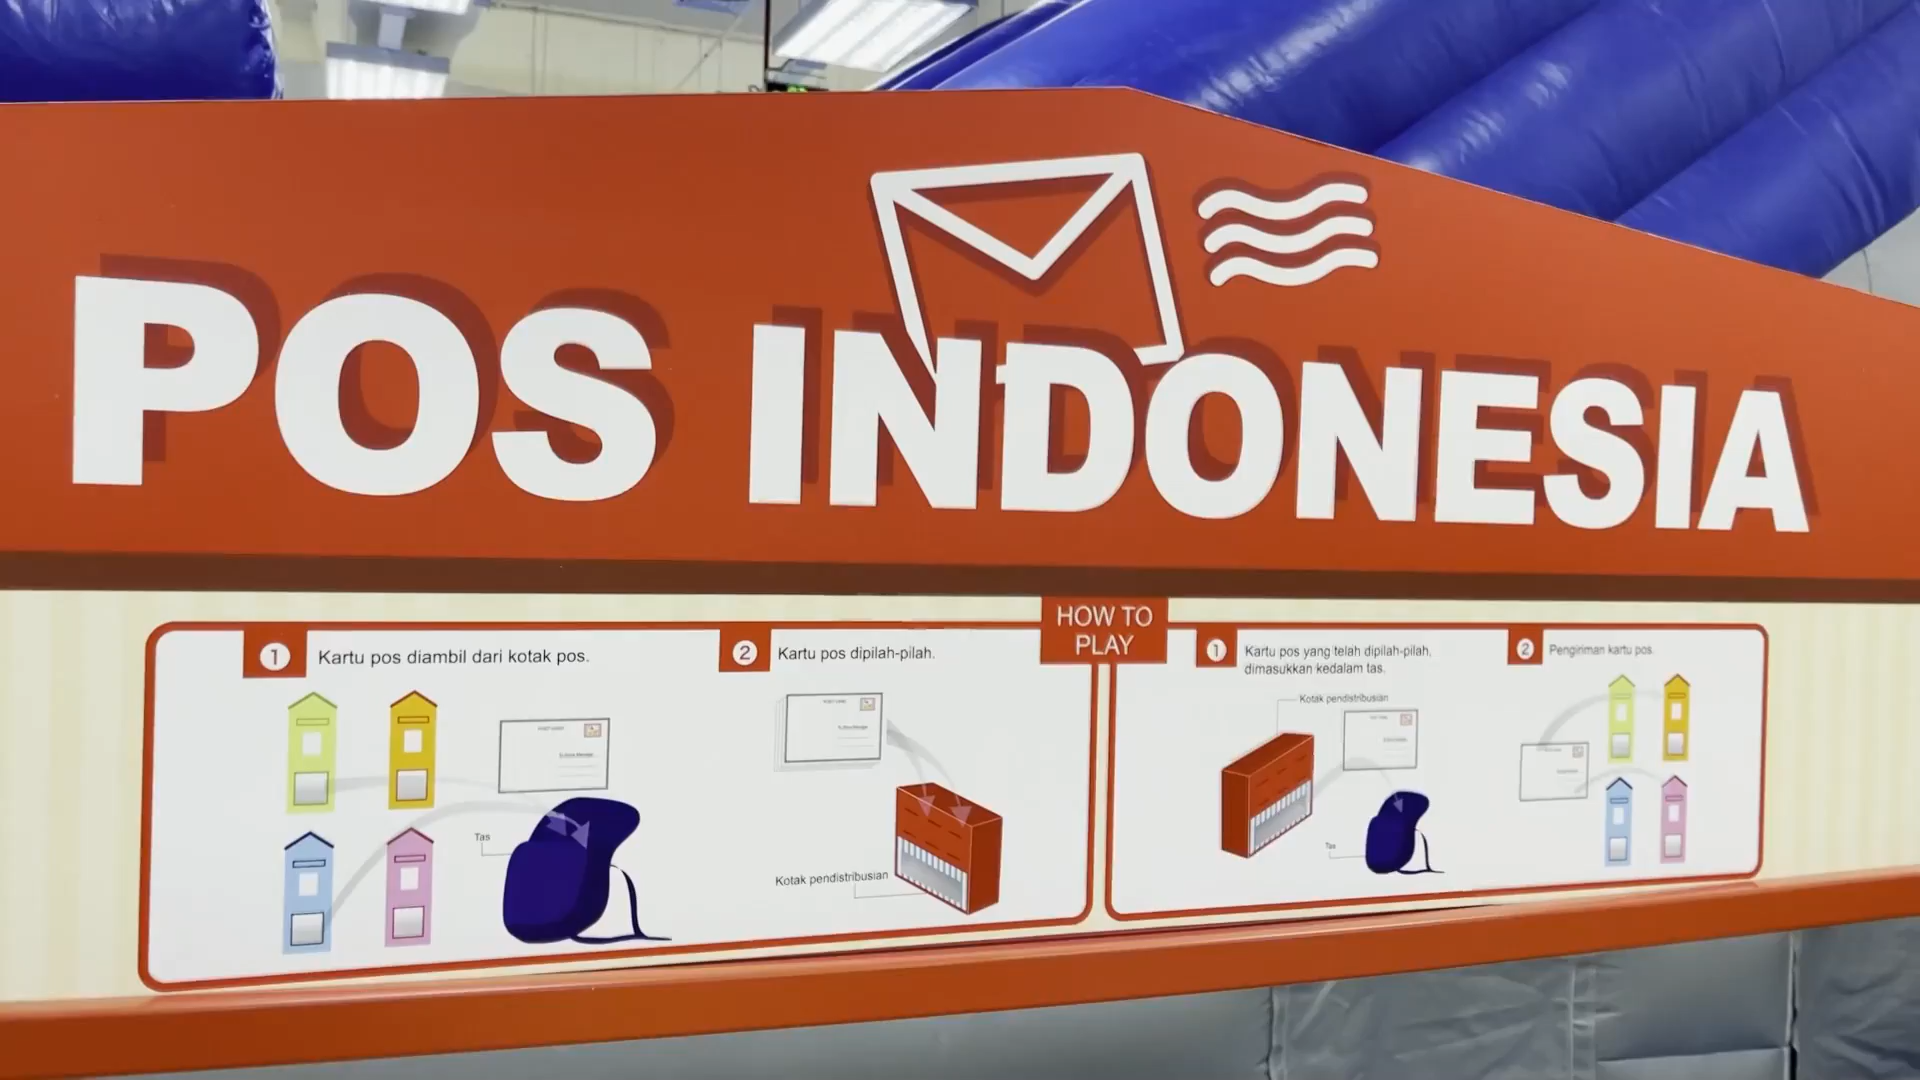 POS INDONESIA
HOW TO
PLAY
1 Kartu pos diambil dari kotak pos.
Tas
2 Kartu pos dipilah-pilah.
Kotak pendistribusian
1 Kartu pos yang telah dipilah-pilah,
dimasukkan kedalam tas.
Kotak pendistribusian
Tas
2 Pengiriman kartu pos.